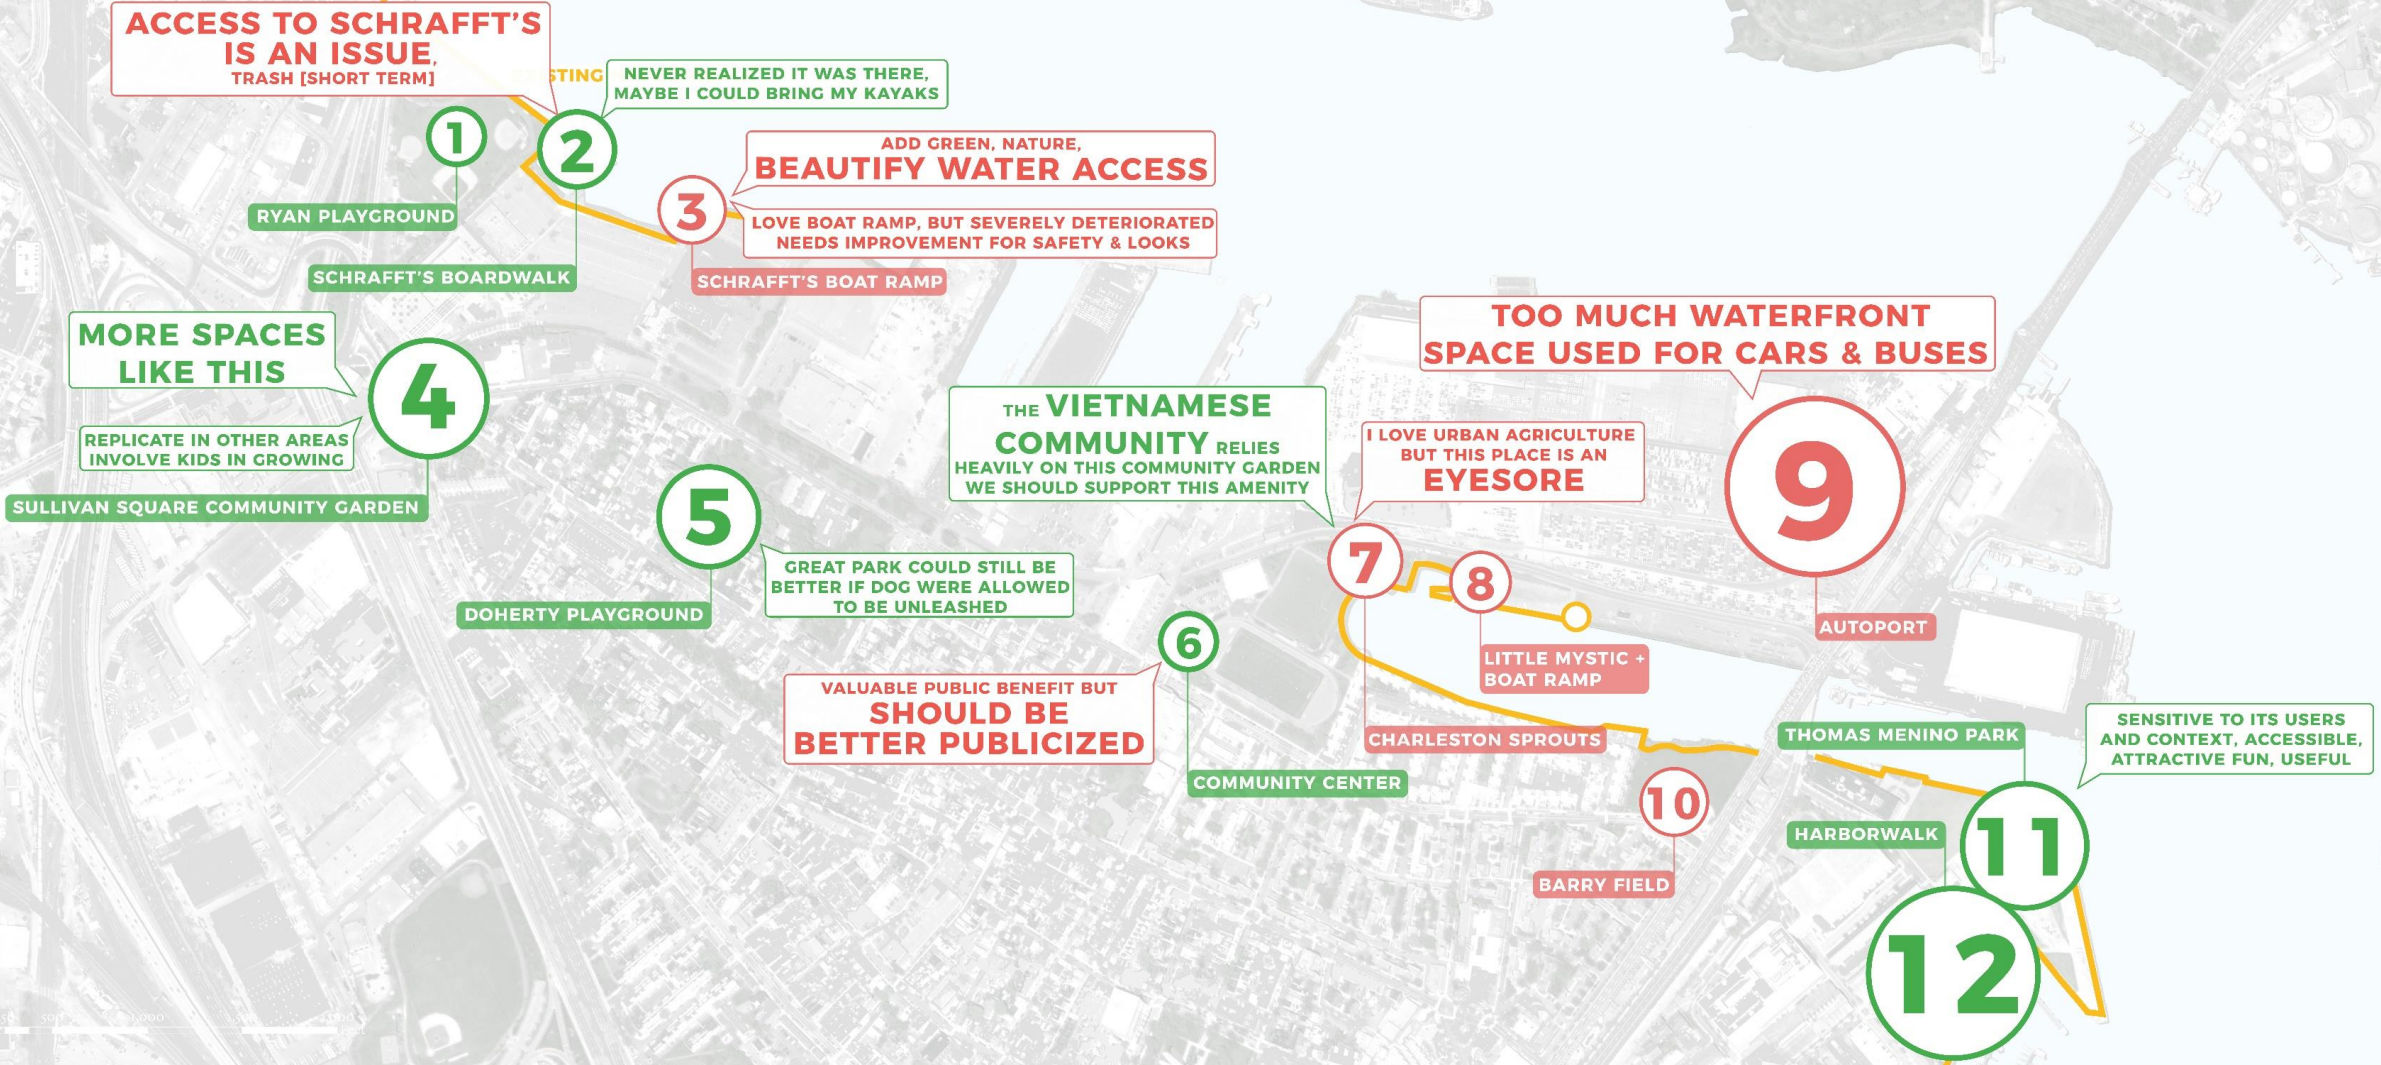 ACCESS TO SCHRAFFT'S
IS AN ISSUE,
TRASH [SHORT TERM]
NEVER REALIZED IT WAS THERE,
MAYBE I COULD BRING MY KAYAKS
1
2
RYAN PLAYGROUND
SCHRAFFT'S BOARDWALK
ADD GREEN, NATURE,
BEAUTIFY WATER ACCESS
3
LOVE BOAT RAMP, BUT SEVERELY DETERIORATED
NEEDS IMPROVEMENT FOR SAFETY & LOOKS
SCHRAFFT'S BOAT RAMP
MORE SPACES
LIKE THIS
4
REPLICATE IN OTHER AREAS
INVOLVE KIDS IN GROWING
SULLIVAN SQUARE COMMUNITY GARDEN
5
GREAT PARK COULD STILL BE
BETTER IF DOG WERE ALLOWED
TO BE UNLEASHED
DOHERTY PLAYGROUND
6
VALUABLE PUBLIC BENEFIT BUT
SHOULD BE
BETTER PUBLICIZED
COMMUNITY CENTER
THE VIETNAMESE
COMMUNITY RELIES
HEAVILY ON THIS COMMUNITY GARDEN
WE SHOULD SUPPORT THIS AMENITY
I LOVE URBAN AGRICULTURE
BUT THIS PLACE IS AN
EYESORE
7
CHARLESTON SPROUTS
8
LITTLE MYSTIC +
BOAT RAMP
TOO MUCH WATERFRONT
SPACE USED FOR CARS & BUSES
9
AUTOPORT
10
BARRY FIELD
THOMAS MENINO PARK
SENSITIVE TO ITS USERS
AND CONTEXT, ACCESSIBLE,
ATTRACTIVE FUN, USEFUL
11
HARBORWALK
12